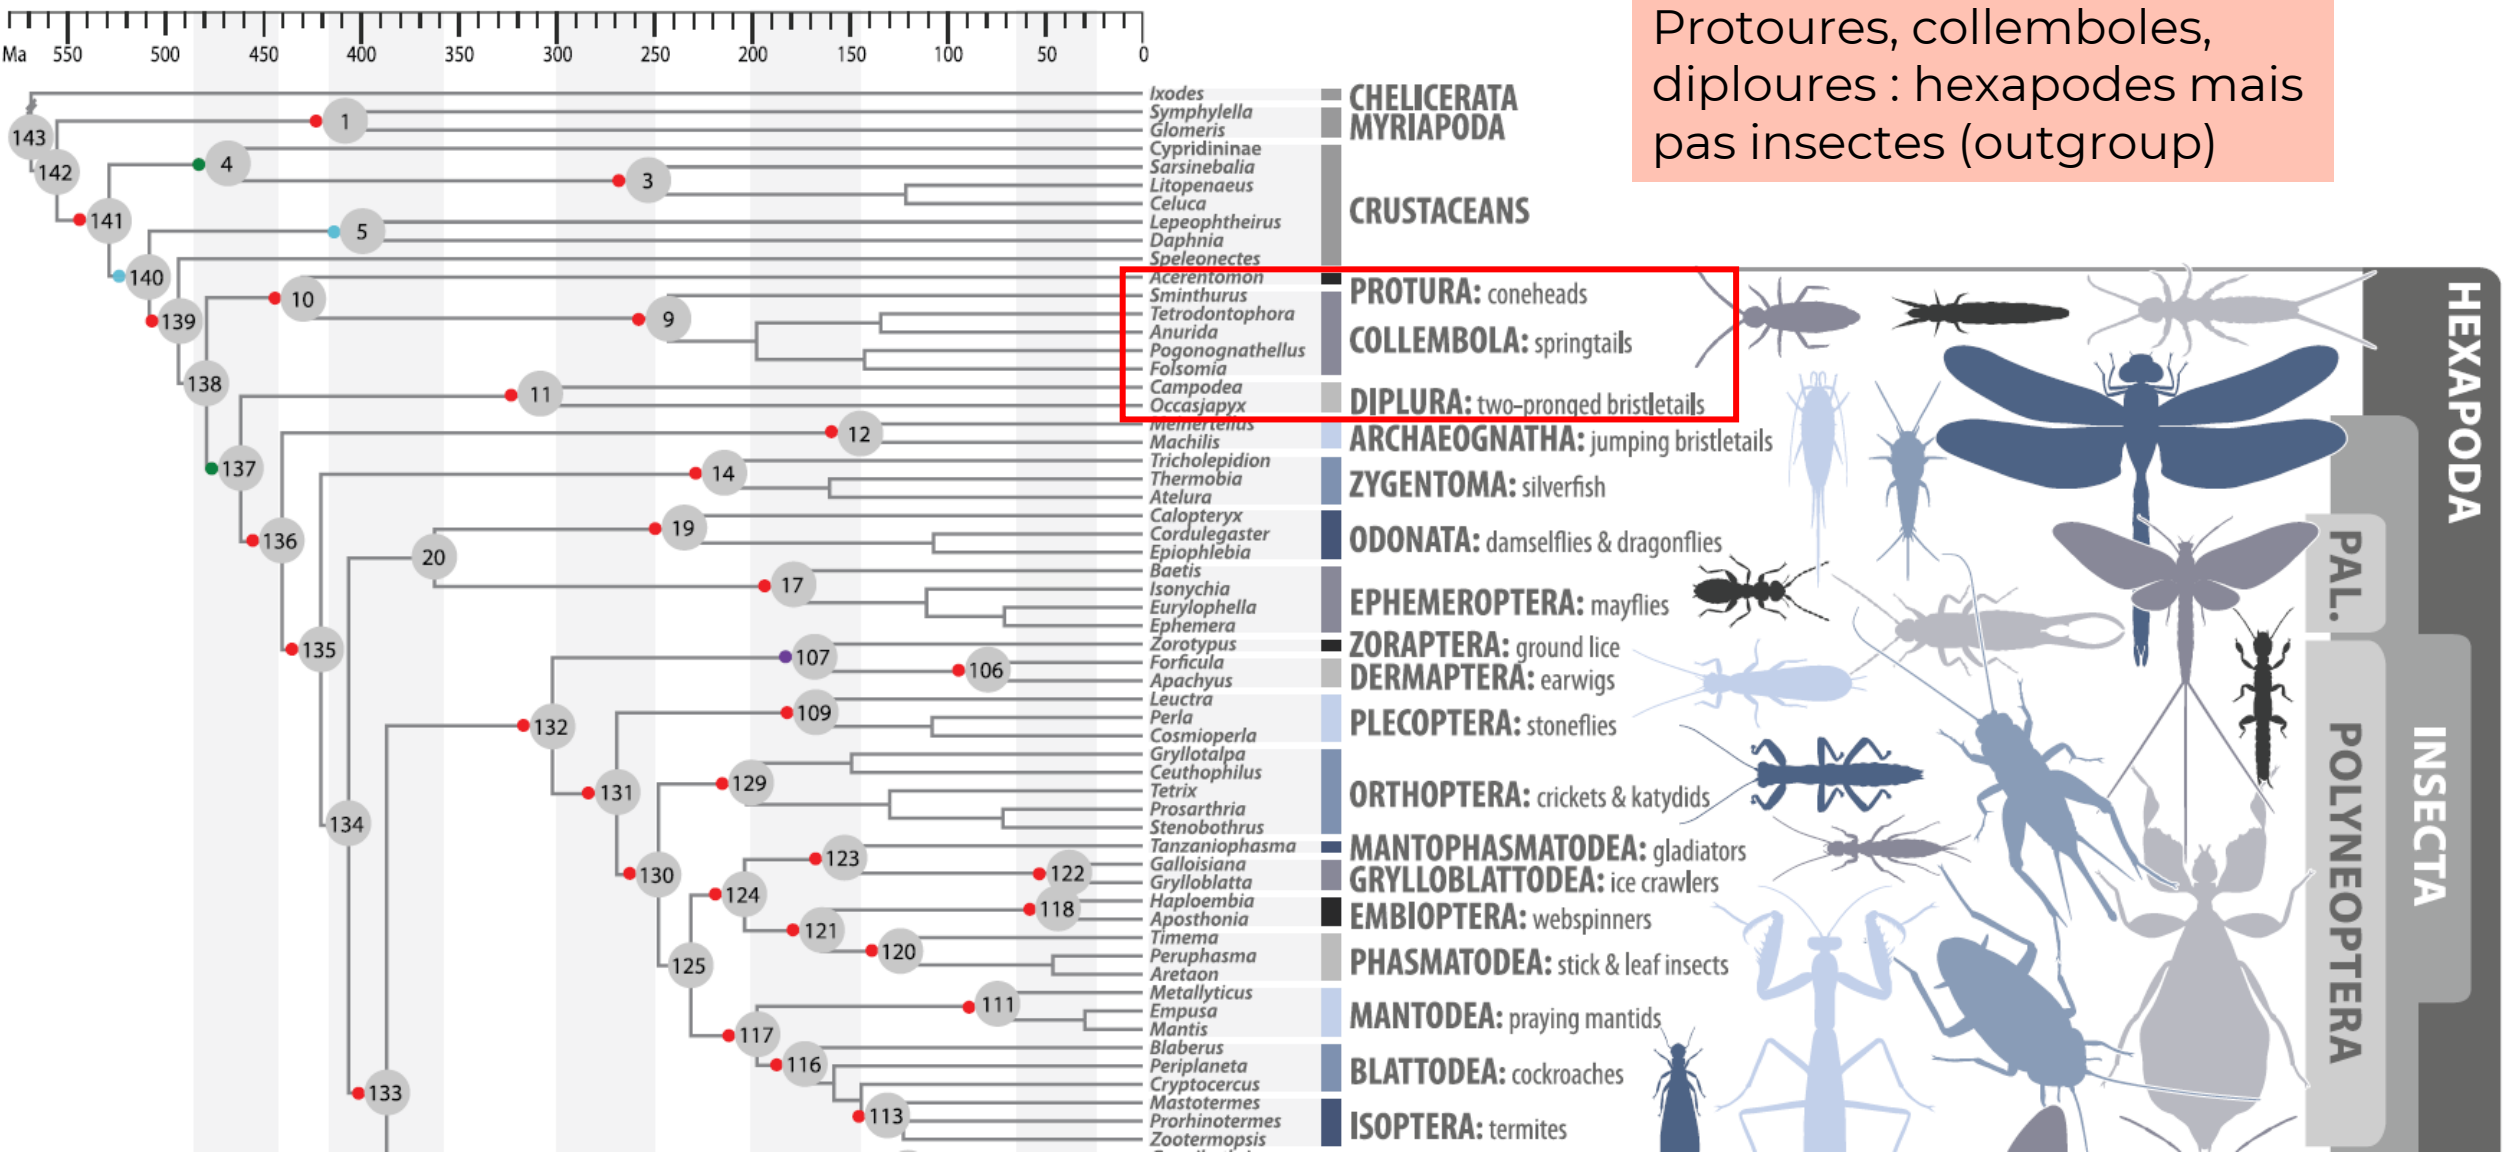 Protoures, collemboles,
diploures : hexapodes mais
pas insectes (outgroup)
Ma 550 500 450 400 350 300 250 200 150 100 50 0
Ixodes
Symphylella
Glomeris
Cypridininae
Sarsinebalia
Litopenaeus
Celuca
Lepeophtheirus
Daphnia
Speleonectes
Acerentomon
Sminthurus
Tetrodontophora
Anurida
Pogonognathellus
Folsomia
Campodea
Occasjapyx
Meinertellus
Machilis
Tricholepidion
Thermobia
Atelura
Calopteryx
Cordulegaster
Epiophlebia
Baetis
Isonychia
Eurylophella
Ephemera
Zorotypus
Forficula
Apachyus
Leuctra
Perla
Cosmioperla
Gryllotalpa
Ceuthophilus
Tetrix
Prosarthria
Stenobothrus
Tanzaniophasma
Galloisiana
Grylloblatta
Haploembia
Aposthonia
Timema
Peruphasma
Aretaon
Metallyticus
Empusa
Mantis
Blaberus
Periplaneta
Cryptocercus
Mastotermes
Prorhinotermes
Zootermopsis
CHELICERATA
MYRIAPODA
CRUSTACEANS
PROTURA: coneheads
COLLEMBOLA: springtails
DIPLURA: two-pronged bristletails
ARCHAEOGNATHA: jumping bristletails
ZYGENTOMA: silverfish
ODONATA: damselflies & dragonflies
EPHEMEROPTERA: mayflies
ZORAPTERA: ground lice
DERMAPTERA: earwigs
PLECOPTERA: stoneflies
ORTHOPTERA: crickets & katydids
MANTOPHASMATODEA: gladiators
GRYLLOBLATTODEA: ice crawlers
EMBIOPTERA: webspinners
PHASMATODEA: stick & leaf insects
MANTODEA: praying mantids
BLATTODEA: cockroaches
ISOPTERA: termites
HEXAPODA
PAL.
INSECTA
POLYNEOPTERA
143
1
142
4
3
141
5
140
10
139
9
138
11
12
137
14
19
136
20
17
135
107
106
109
132
129
131
134
123
122
130
124
118
121
120
125
111
117
116
133
113